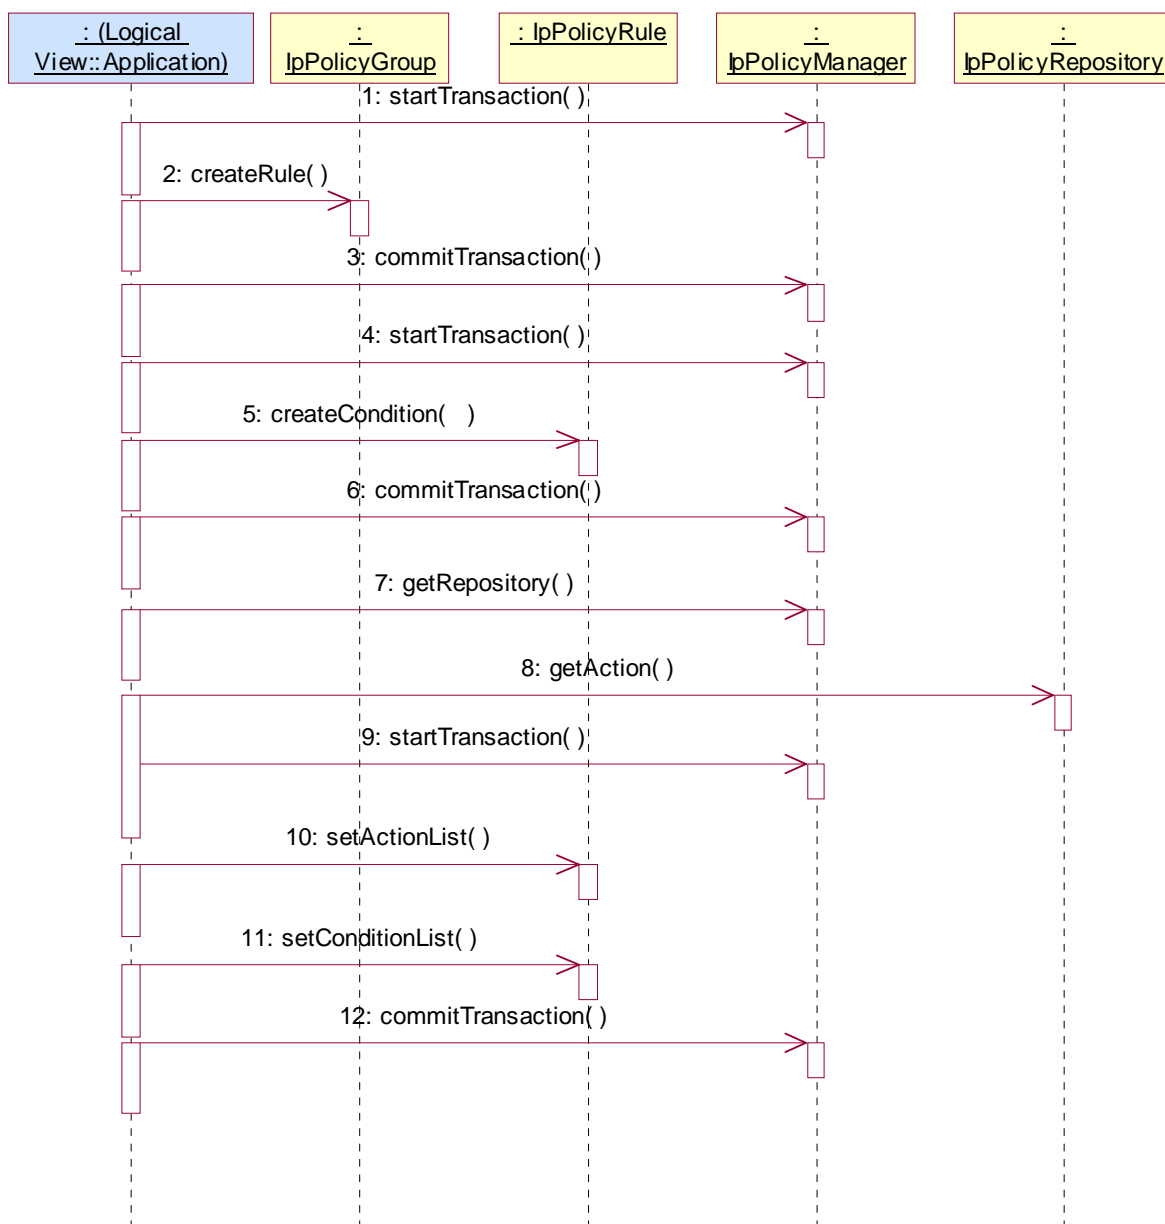 : (Logical
View::Application)
:
IpPolicyGroup
: IpPolicyRule
:
IpPolicyManager
:
IpPolicyRepository
1: startTransaction( )
2: createRule( )
3: commitTransaction( )
4: startTransaction( )
5: createCondition(   )
6: commitTransaction( )
7: getRepository( )
8: getAction( )
9: startTransaction( )
10: setActionList( )
11: setConditionList( )
12: commitTransaction( )